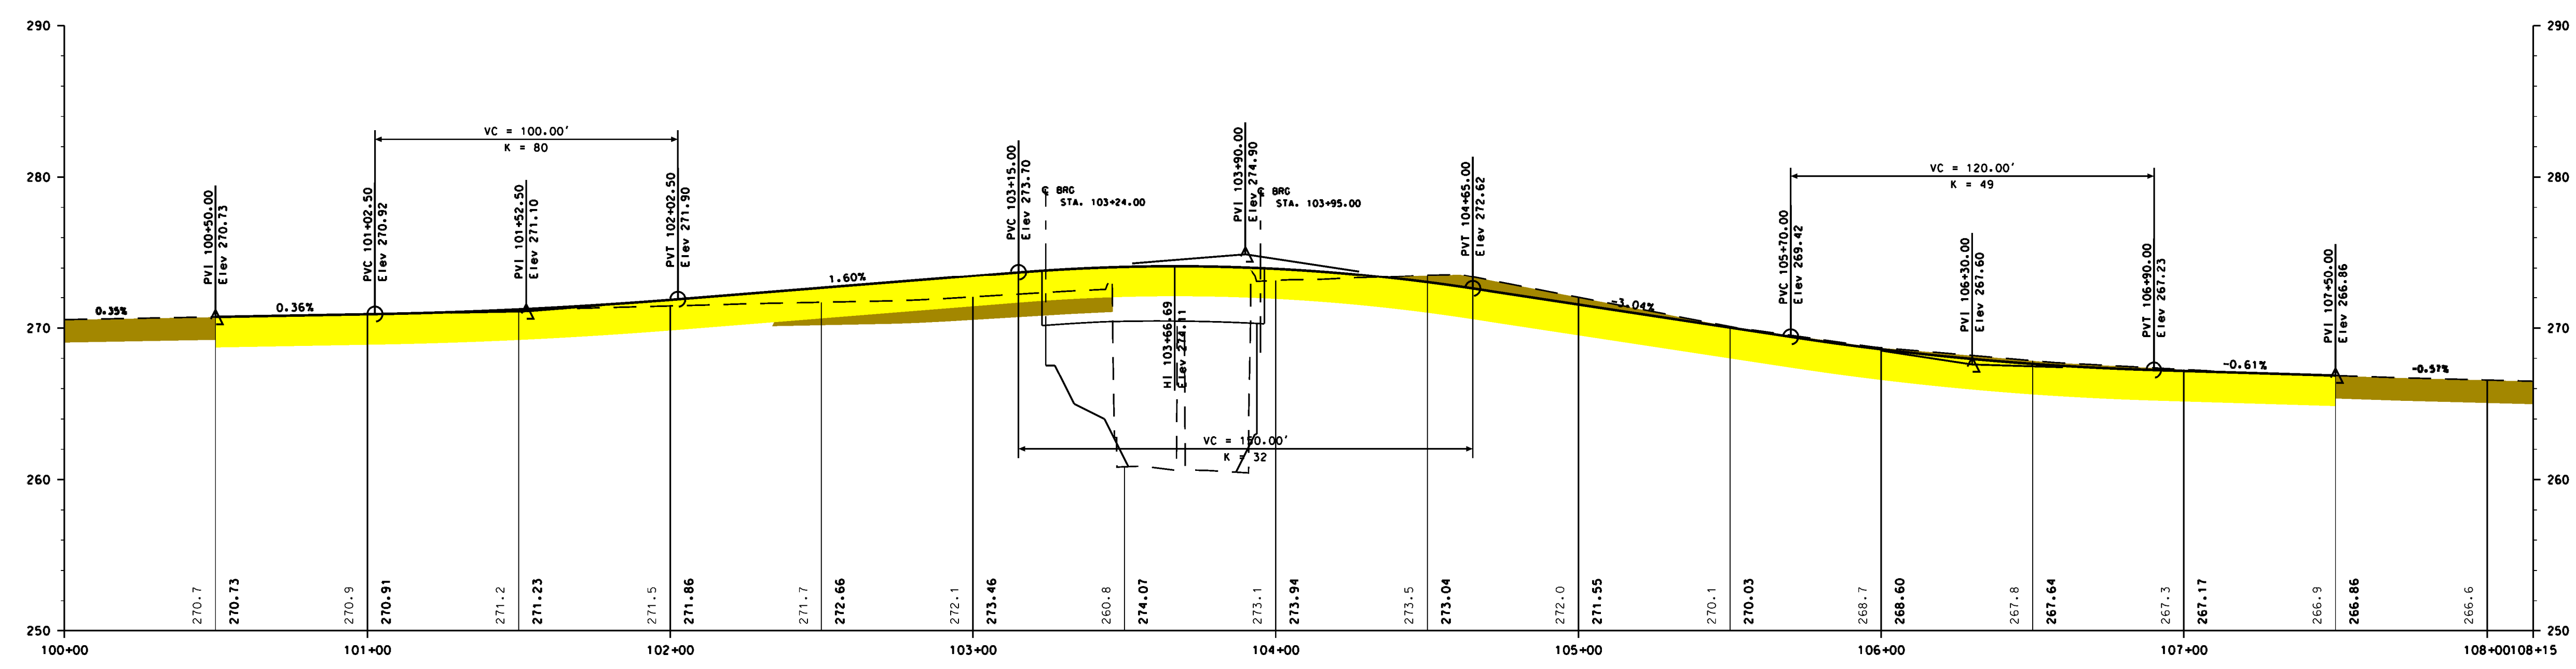 290
290
280
280
270
270
260
260
250
250
PVI 100+50.00
Elev 270.73
PVC 101+02.50
Elev 270.92
VC = 100.00'
K = 80
PVI 101+52.50
Elev 271.10
PVT 102+02.50
Elev 271.90
PVC 103+15.00
Elev 273.70
℄ BRG
STA. 103+24.00
PVI 103+90.00
Elev 274.90
℄ BRG
STA. 103+95.00
PVT 104+65.00
Elev 272.62
VC = 120.00'
K = 49
PVC 105+70.00
Elev 269.42
PVI 106+30.00
Elev 267.60
PVT 106+90.00
Elev 267.23
PVI 107+50.00
Elev 266.86
0.35%
0.36%
1.60%
-3.04%
-0.61%
-0.57%
HI 103+66.69
Elev 274.11
VC = 150.00'
K = 32
270.7
270.73
270.9
270.91
271.2
271.23
271.5
271.86
271.7
272.66
272.1
273.46
260.8
274.07
273.1
273.94
273.5
273.04
272.0
271.55
270.1
270.03
268.7
268.60
267.8
267.64
267.3
267.17
266.9
266.86
266.6
100+00
101+00
102+00
103+00
104+00
105+00
106+00
107+00
108+00
108+15